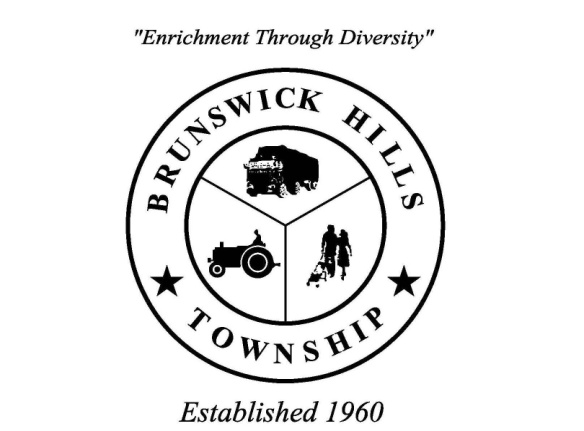 "Enrichment Through Diversity"
BRUNSWICK HILLS
TOWNSHIP
Established 1960